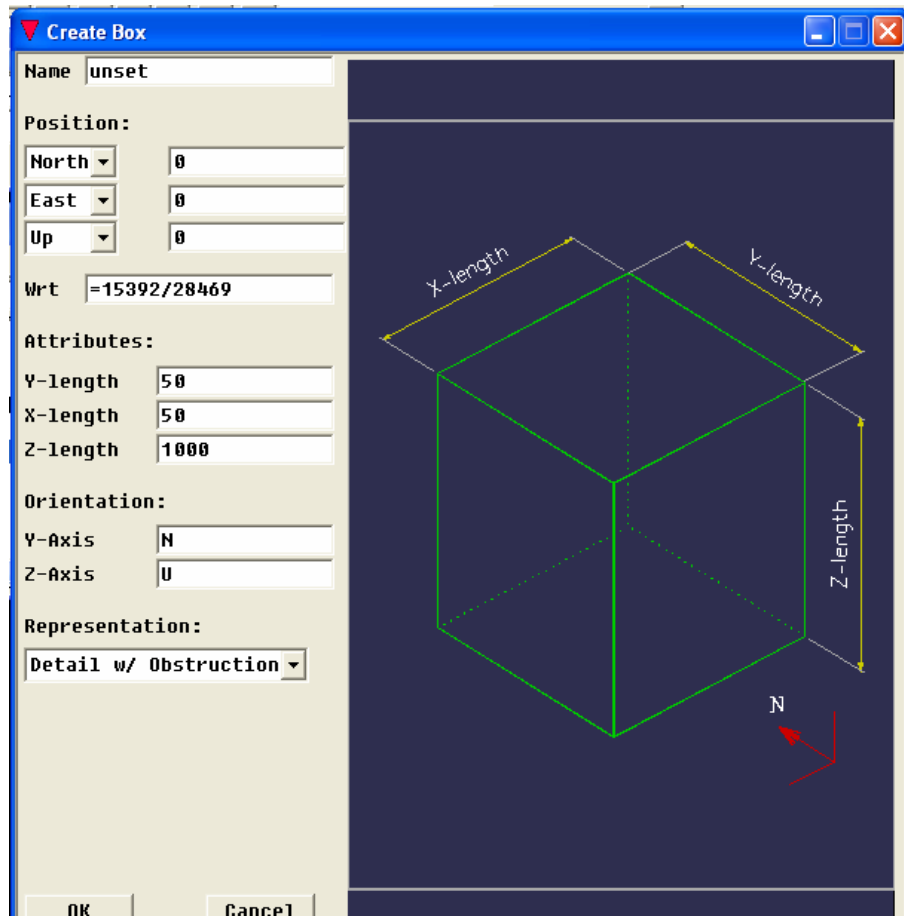 Create Box
Name unset
Position:
North 0
East 0
Up 0
Wrt =15392/28469
Attributes:
Y-length 50
X-length 50
Z-length 1000
Orientation:
Y-Axis N
Z-Axis U
Representation:
Detail w/ Obstruction
OK Cancel
X-length
Y-length
Z-length
N